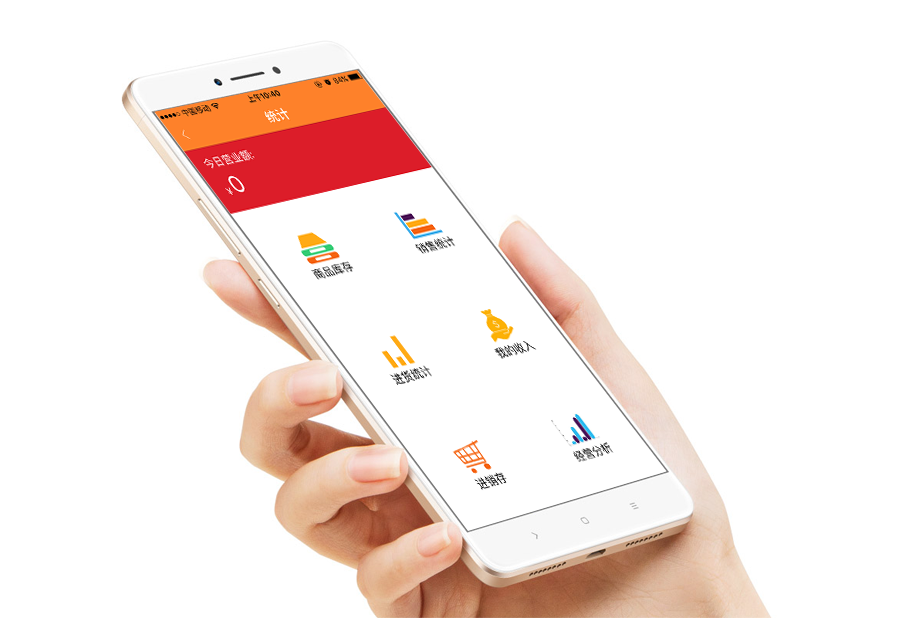 中国移动 上午10:40 84%
统计
今日营业额:
¥0
商品库存 销售统计
进货统计 我的收入
进销存 经营分析